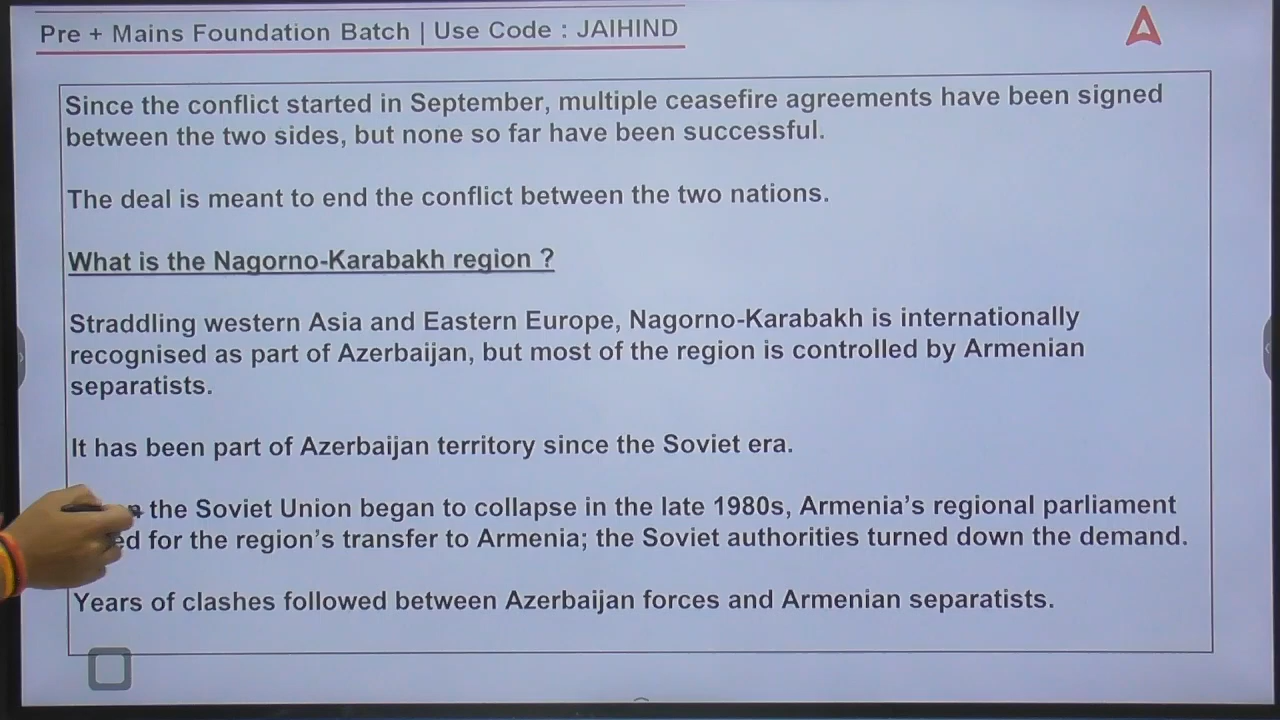 Pre + Mains Foundation Batch | Use Code : JAIHIND
Since the conflict started in September, multiple ceasefire agreements have been signed
between the two sides, but none so far have been successful.
The deal is meant to end the conflict between the two nations.
What is the Nagorno-Karabakh region ?
Straddling western Asia and Eastern Europe, Nagorno-Karabakh is internationally
recognised as part of Azerbaijan, but most of the region is controlled by Armenian
separatists.
It has been part of Azerbaijan territory since the Soviet era.
the Soviet Union began to collapse in the late 1980s, Armenia’s regional parliament
for the region’s transfer to Armenia; the Soviet authorities turned down the demand.
Years of clashes followed between Azerbaijan forces and Armenian separatists.